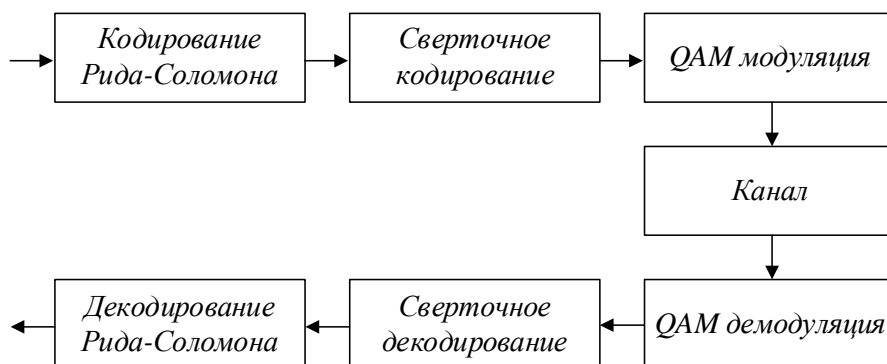 Кодирование
Рида-Соломона
Сверточное
кодирование
QAM модуляция
Канал
Декодирование
Рида-Соломона
Сверточное
декодирование
QAM демодуляция